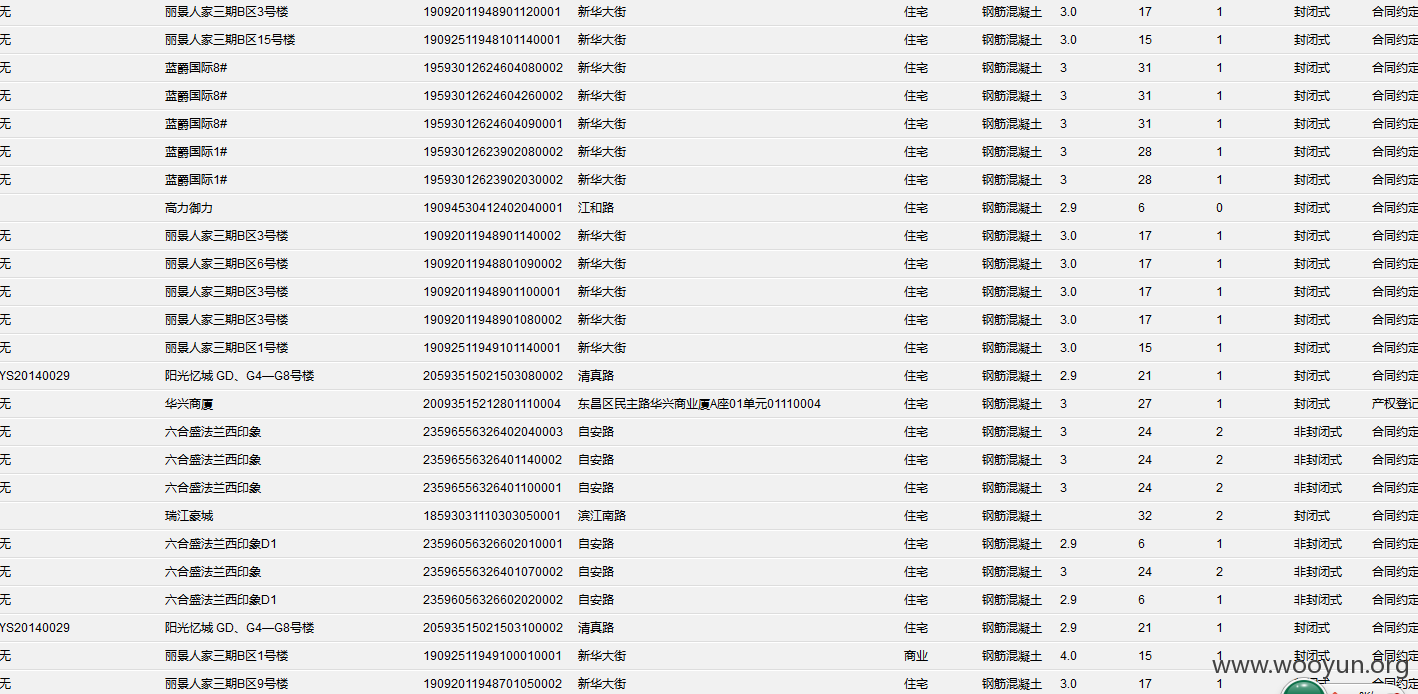 无 丽景人家三期B区3号楼 19092011948901120001 新华大街 住宅 钢筋混凝土 3.0 17 1 封闭式 合同约定
无 丽景人家三期B区15号楼 19092511948101140001 新华大街 住宅 钢筋混凝土 3.0 15 1 封闭式 合同约定
无 蓝爵国际8# 19593012624604080002 新华大街 住宅 钢筋混凝土 3 31 1 封闭式 合同约定
无 蓝爵国际8# 19593012624604260002 新华大街 住宅 钢筋混凝土 3 31 1 封闭式 合同约定
无 蓝爵国际8# 19593012624604090001 新华大街 住宅 钢筋混凝土 3 31 1 封闭式 合同约定
无 蓝爵国际1# 19593012623902080002 新华大街 住宅 钢筋混凝土 3 28 1 封闭式 合同约定
无 蓝爵国际1# 19593012623902030002 新华大街 住宅 钢筋混凝土 3 28 1 封闭式 合同约定
高力御力 19094530412402040001 江和路 住宅 钢筋混凝土 2.9 6 0 封闭式 合同约定
无 丽景人家三期B区3号楼 19092011948901140002 新华大街 住宅 钢筋混凝土 3.0 17 1 封闭式 合同约定
无 丽景人家三期B区6号楼 19092011948801090002 新华大街 住宅 钢筋混凝土 3.0 17 1 封闭式 合同约定
无 丽景人家三期B区3号楼 19092011948901100001 新华大街 住宅 钢筋混凝土 3.0 17 1 封闭式 合同约定
无 丽景人家三期B区3号楼 19092011948901080002 新华大街 住宅 钢筋混凝土 3.0 17 1 封闭式 合同约定
无 丽景人家三期B区1号楼 19092511949101140001 新华大街 住宅 钢筋混凝土 3.0 15 1 封闭式 合同约定
YS20140029 阳光忆城 GD、G4—G8号楼 20593515021503080002 清真路 住宅 钢筋混凝土 2.9 21 1 封闭式 合同约定
无 华兴商厦 20093515212801110004 东昌区民主路华兴商业厦A座01单元01110004 住宅 钢筋混凝土 3 27 1 封闭式 产权登记
无 六合盛法兰西印象 23596556326402040003 自安路 住宅 钢筋混凝土 3 24 2 非封闭式 合同约定
无 六合盛法兰西印象 23596556326401140002 自安路 住宅 钢筋混凝土 3 24 2 非封闭式 合同约定
无 六合盛法兰西印象 23596556326401100001 自安路 住宅 钢筋混凝土 3 24 2 非封闭式 合同约定
瑞江豪城 18593031110303050001 滨江南路 住宅 钢筋混凝土 32 2 封闭式 合同约定
无 六合盛法兰西印象D1 23596056326602010001 自安路 住宅 钢筋混凝土 2.9 6 1 非封闭式 合同约定
无 六合盛法兰西印象 23596556326401070002 自安路 住宅 钢筋混凝土 3 24 2 非封闭式 合同约定
无 六合盛法兰西印象D1 23596056326602020002 自安路 住宅 钢筋混凝土 2.9 6 1 非封闭式 合同约定
YS20140029 阳光忆城 GD、G4—G8号楼 20593515021503100002 清真路 住宅 钢筋混凝土 2.9 21 1 封闭式 合同约定
无 丽景人家三期B区1号楼 19092511949100010001 新华大街 商业 钢筋混凝土 4.0 15 1 封闭式 合同约定
www.wooyun.org
无 丽景人家三期B区9号楼 19092011948701050002 新华大街 住宅 钢筋混凝土 3.0 17 1 封闭式 合同约定